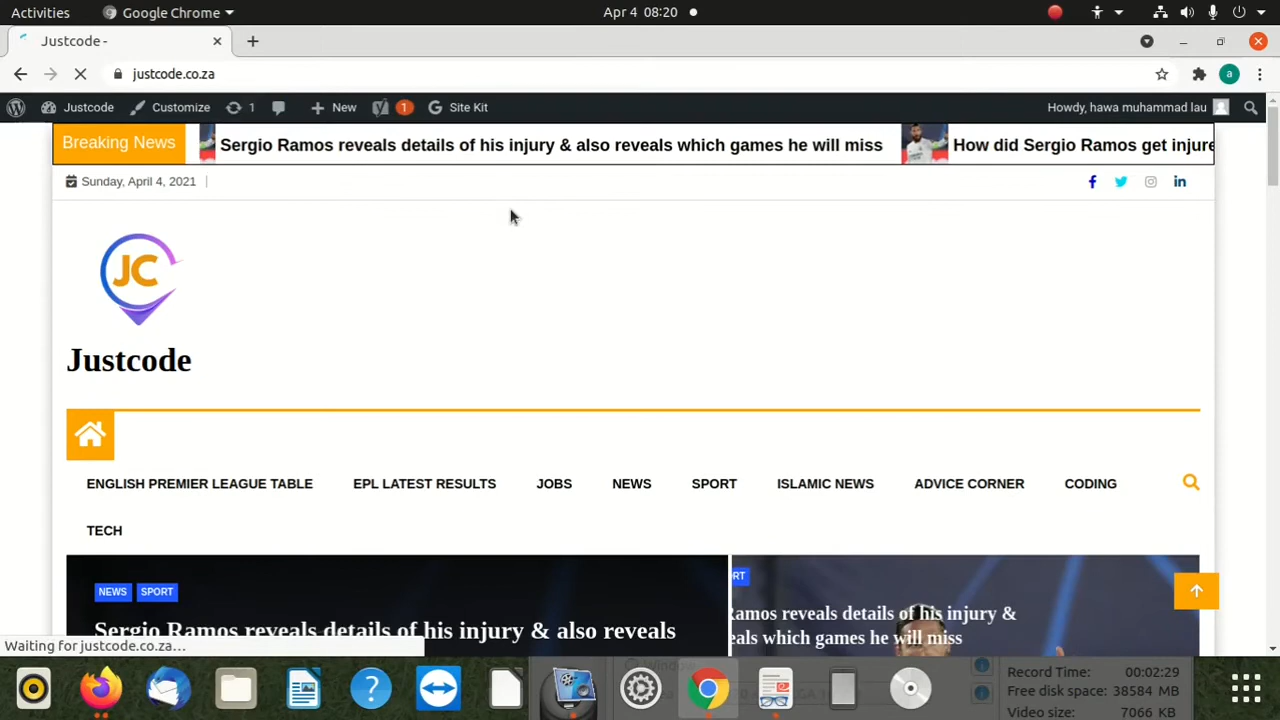 Activities Google Chrome Apr 4 08:20
Justcode -
justcode.co.za
Justcode Customize 1 New 1 Site Kit Howdy, hawa muhammad lau
Breaking News Sergio Ramos reveals details of his injury & also reveals which games he will miss How did Sergio Ramos get injure
Sunday, April 4, 2021
JC
Justcode
ENGLISH PREMIER LEAGUE TABLE EPL LATEST RESULTS JOBS NEWS SPORT ISLAMIC NEWS ADVICE CORNER CODING
TECH
NEWS SPORT
Sergio Ramos reveals details of his injury & also reveals
RT
Ramos reveals details of his injury &
eals which games he will miss
Waiting for justcode.co.za...
Window
Record Time: 00:02:29
Free disk space: 38584 MB
Video size: 7066 KB